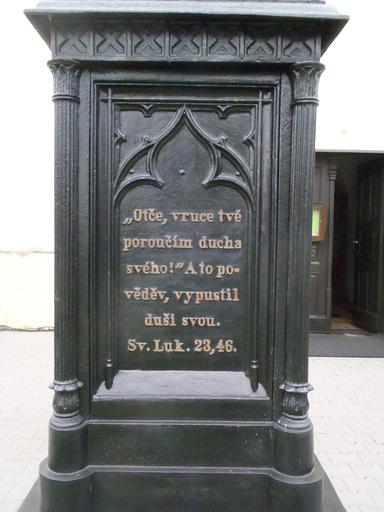 „Otče, vruce tvé
poroučím ducha
svého!“ A to po-
věděv, vypustil
duši svou.
Sv. Luk. 23,46.